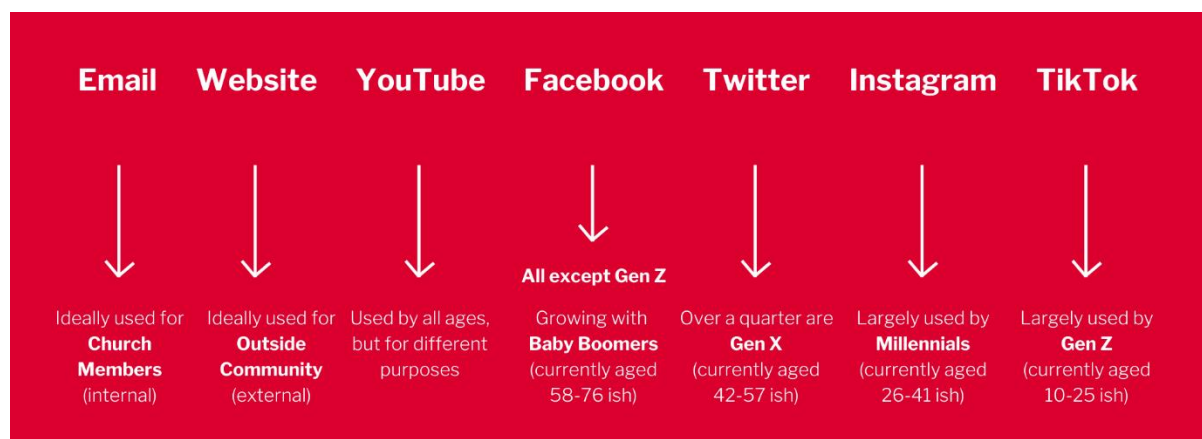 Email
Website
YouTube
Facebook
Twitter
Instagram
TikTok
Ideally used for
Church
Members
(internal)
Ideally used for
Outside
Community
(external)
Used by all ages,
but for different
purposes
All except Gen Z
Growing with
Baby Boomers
(currently aged
58-76 ish)
Over a quarter are
Gen X
(currently aged
42-57 ish)
Largely used by
Millennials
(currently aged
26-41 ish)
Largely used by
Gen Z
(currently aged
10-25 ish)